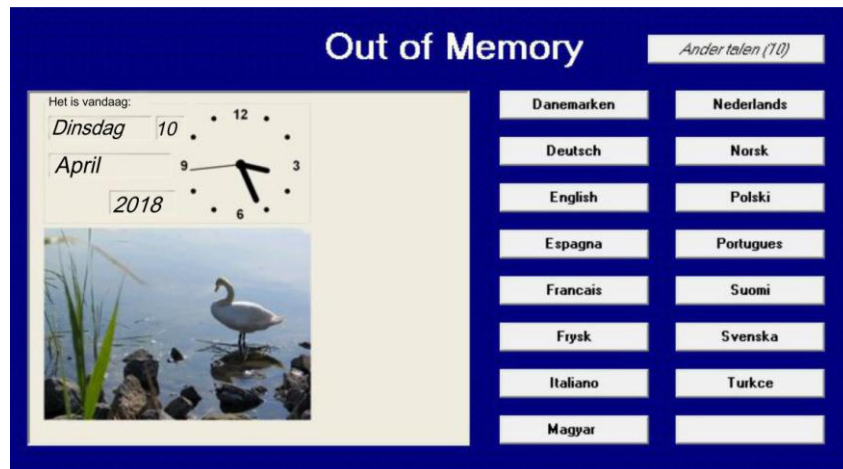 Out of Memory
Ander talen (10)
Het is vandaag:
Dinsdag 10
April
2018
12
9 3
6
Danemarken Nederlands
Deutsch Norsk
English Polski
Espagna Portugues
Francais Suomi
Frysk Svenska
Italiano Turkce
Magyar